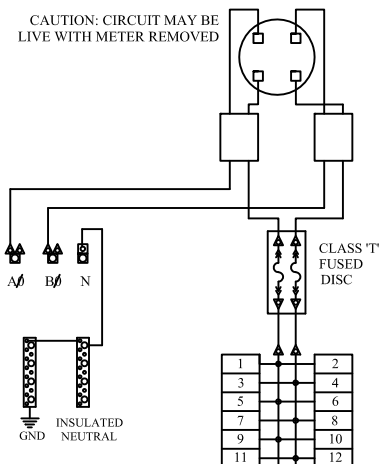 CAUTION: CIRCUIT MAY BE
LIVE WITH METER REMOVED
CLASS 'T'
FUSED
DISC
AØ BØ N
GND
INSULATED
NEUTRAL
1 2
3 4
5 6
7 8
9 10
11 12